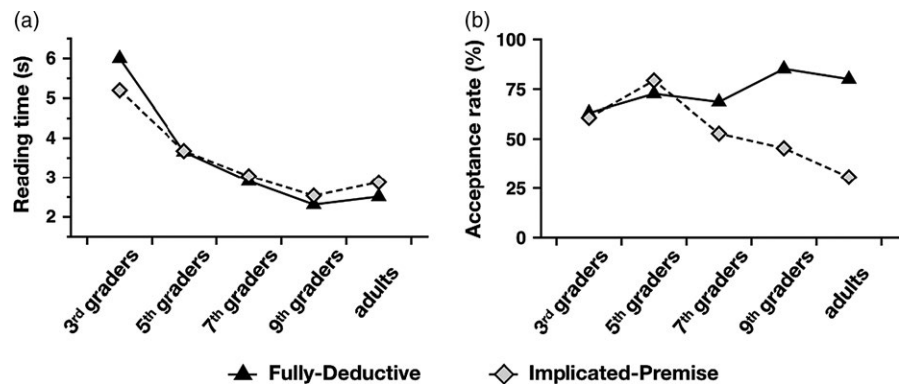 (a)
Reading time (s)
6
5
4
3
2
3rd graders
5th graders
7th graders
9th graders
adults
(b)
Acceptance rate (%)
100
75
50
25
0
3rd graders
5th graders
7th graders
9th graders
adults
Fully-Deductive
Implicated-Premise